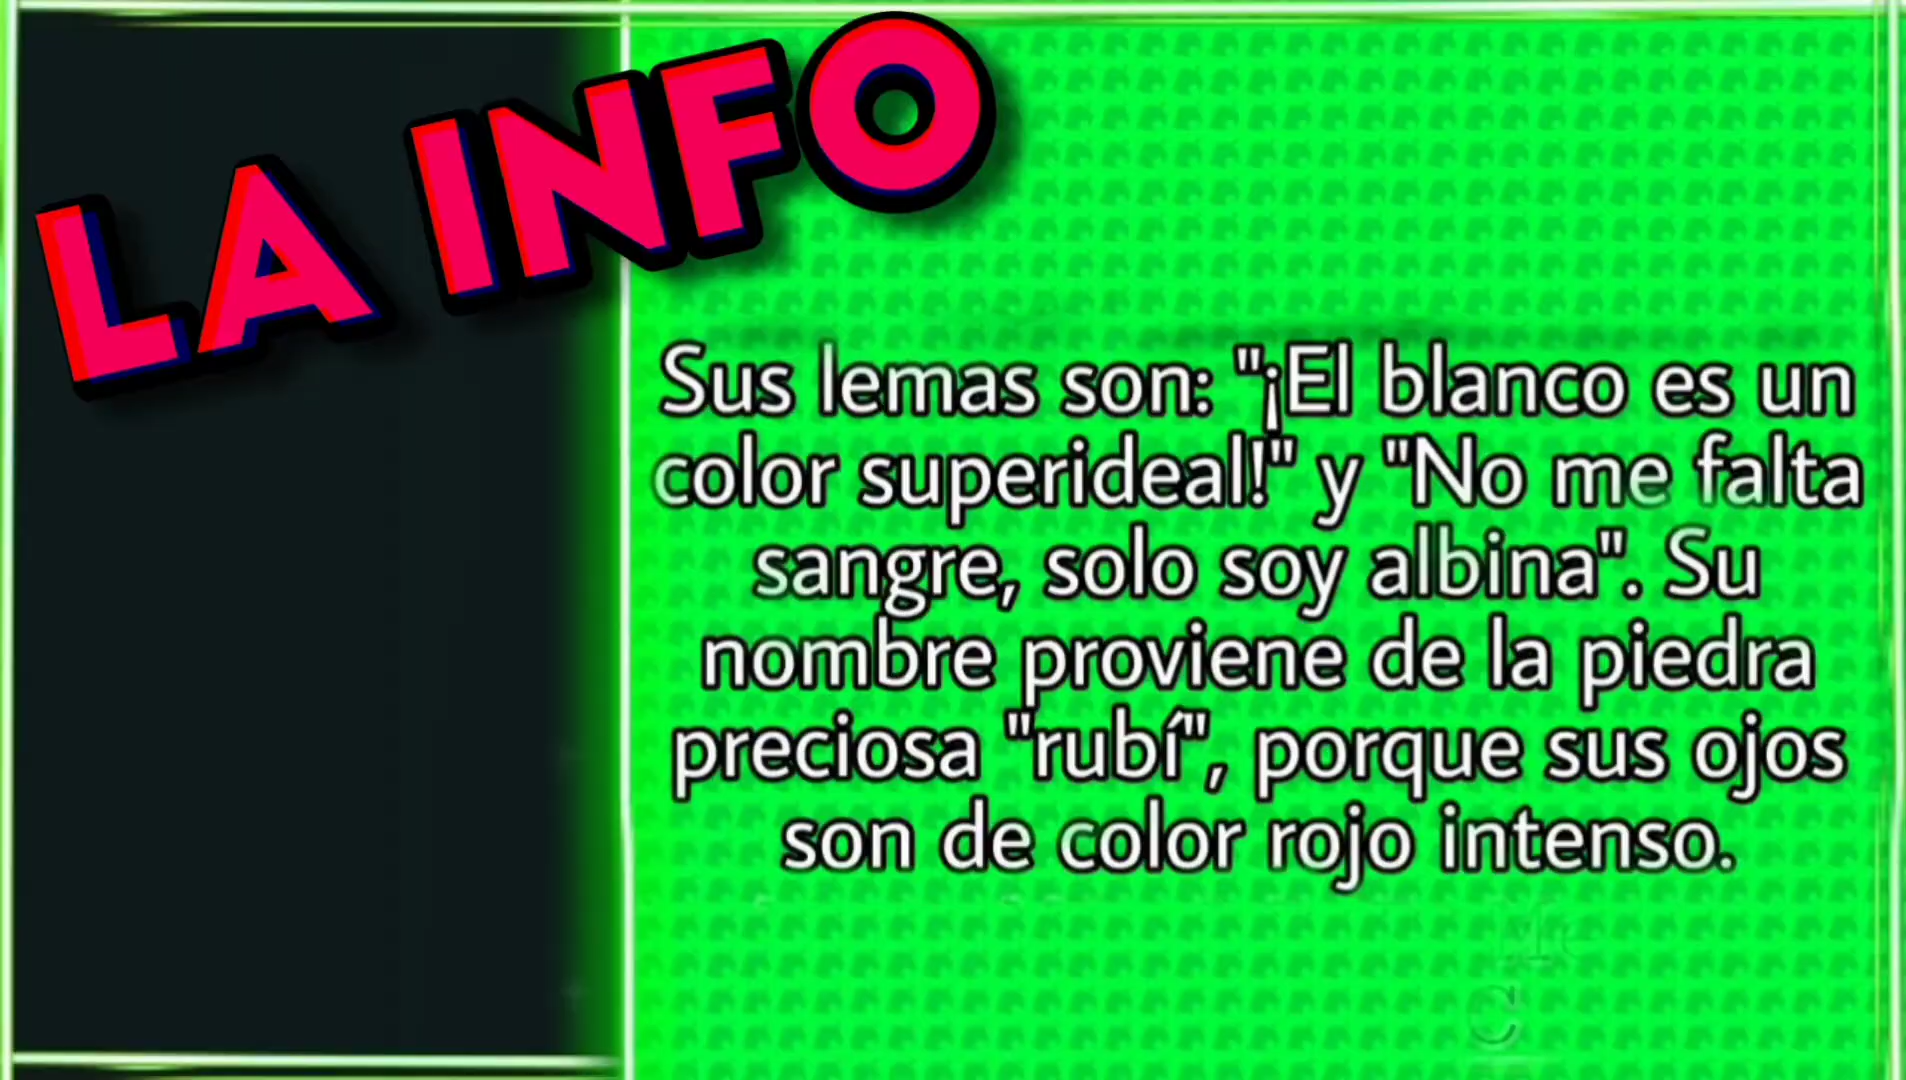 LA INFO
Sus lemas son: "¡El blanco es un
color superideal!" y "No me falta
sangre, solo soy albina". Su
nombre proviene de la piedra
preciosa "rubí", porque sus ojos
son de color rojo intenso.